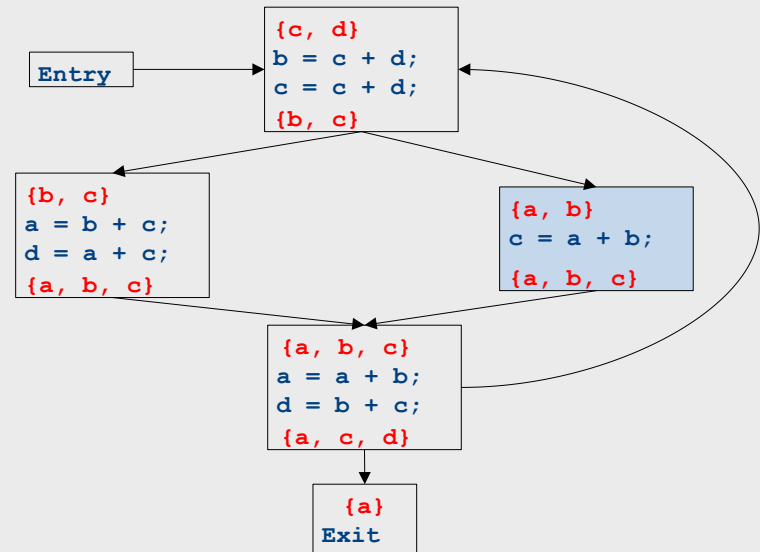 {c, d}
b = c + d;
c = c + d;
{b, c}
Entry
{b, c}
a = b + c;
d = a + c;
{a, b, c}
{a, b}
c = a + b;
{a, b, c}
{a, b, c}
a = a + b;
d = b + c;
{a, c, d}
{a}
Exit